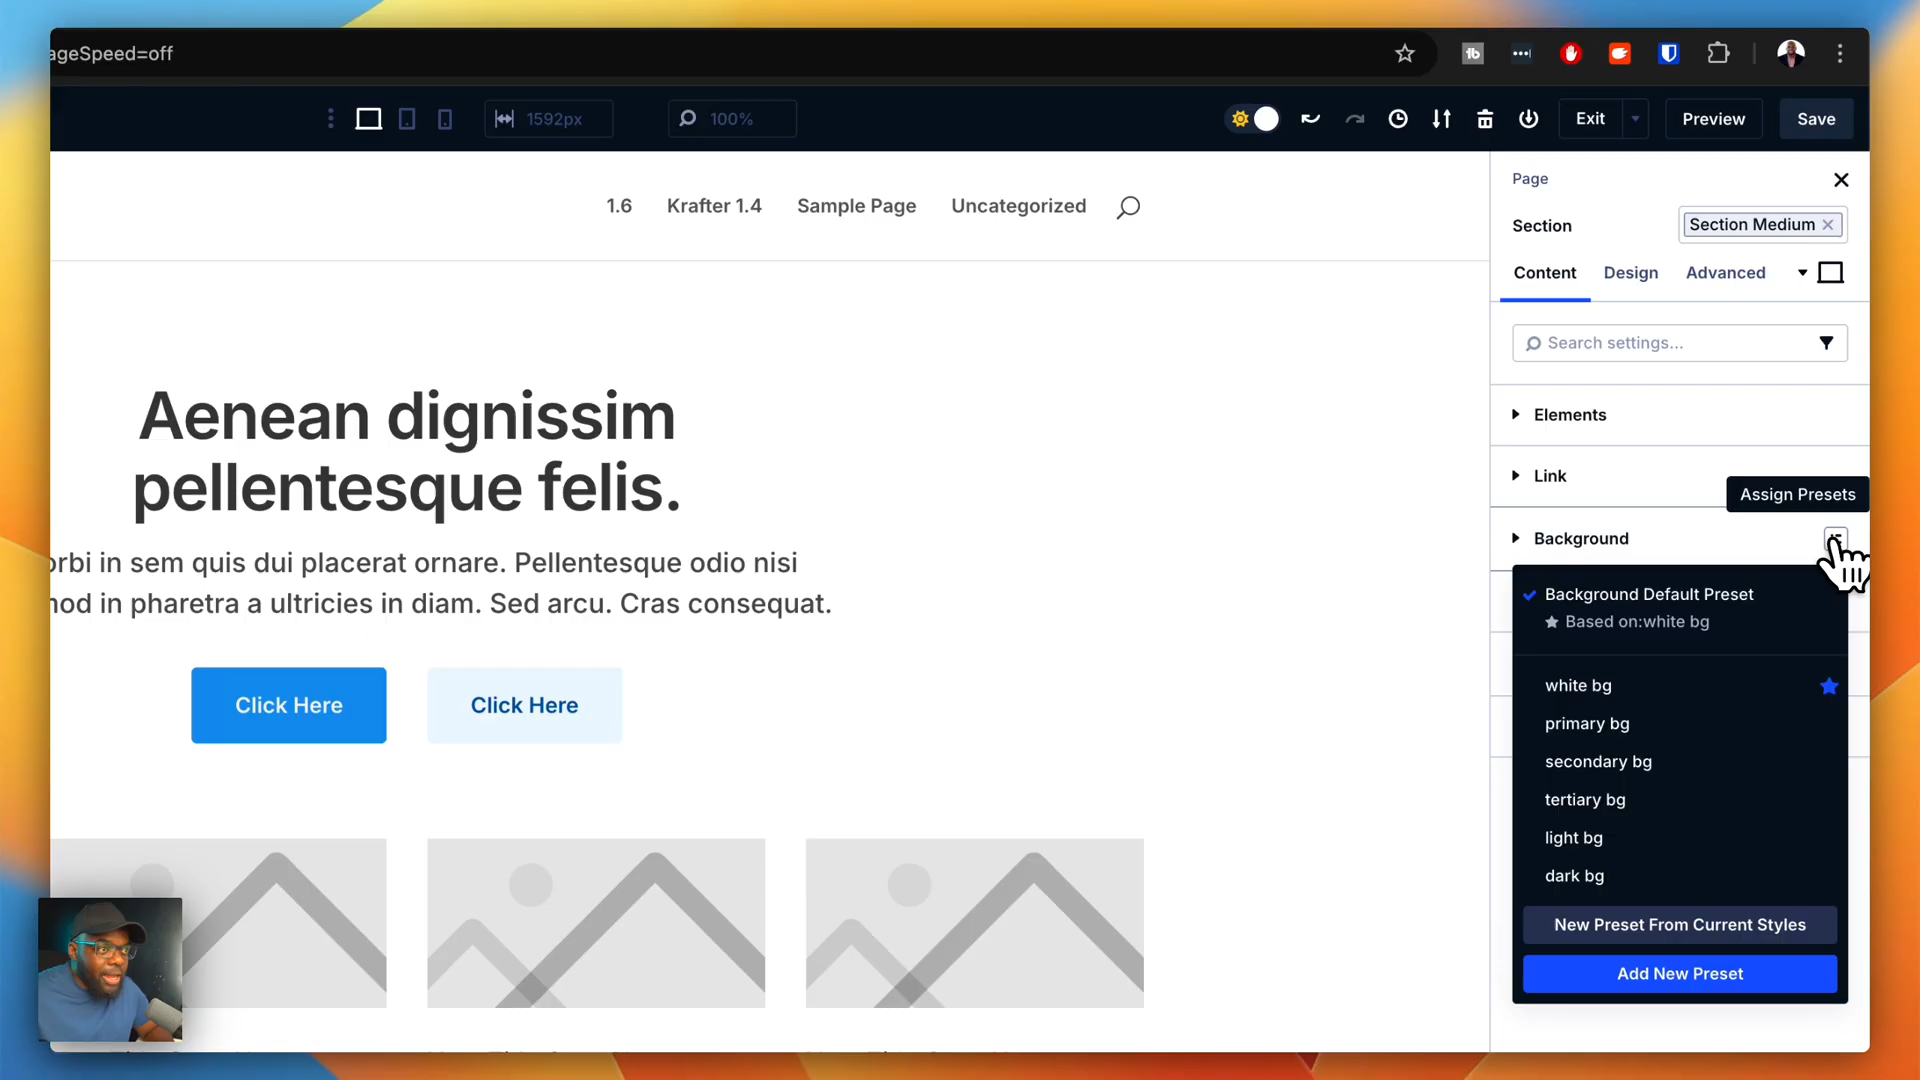 ageSpeed=off
1592px
100%
Exit
Preview
Save
1.6
Krafter 1.4
Sample Page
Uncategorized
Page
Section
Section Medium
Content
Design
Advanced
Search settings...
Elements
Link
Assign Presets
Background
Aenean dignissim
pellentesque felis.
orbi in sem quis dui placerat ornare. Pellentesque odio nisi
mod in pharetra a ultricies in diam. Sed arcu. Cras consequat.
Click Here
Click Here
Background Default Preset
Based on:white bg
white bg
primary bg
secondary bg
tertiary bg
light bg
dark bg
New Preset From Current Styles
Add New Preset